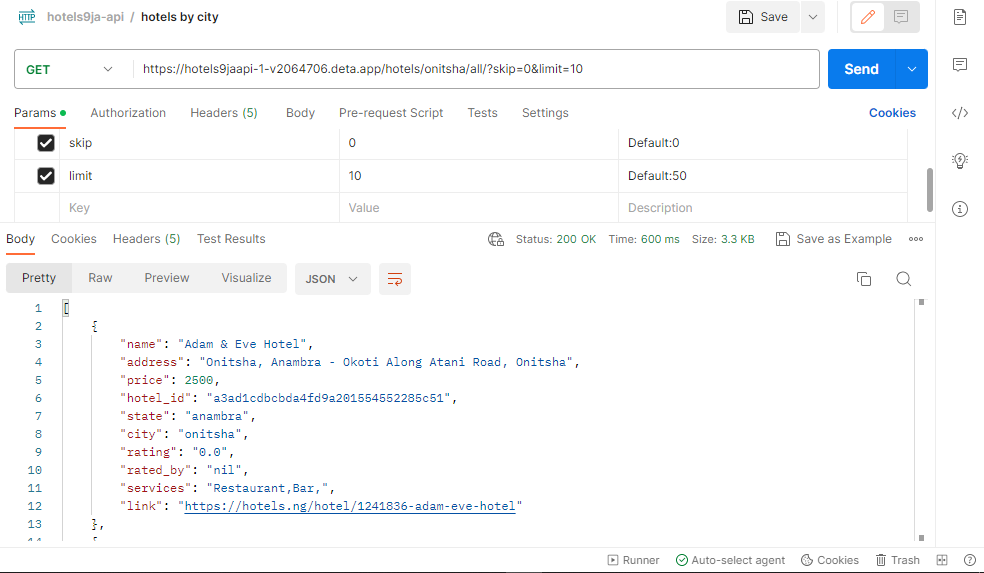 HTTP hotels9ja-api / hotels by city Save
GET https://hotels9jaapi-1-v2064706.deta.app/hotels/onitsha/all/?skip=0&limit=10 Send
Params Authorization Headers (5) Body Pre-request Script Tests Settings Cookies
skip 0 Default:0
limit 10 Default:50
Key Value Description
Body Cookies Headers (5) Test Results Status: 200 OK Time: 600 ms Size: 3.3 KB Save as Example
Pretty Raw Preview Visualize JSON
1 [
2 {
3 "name": "Adam & Eve Hotel",
4 "address": "Onitsha, Anambra - Okoti Along Atani Road, Onitsha",
5 "price": 2500,
6 "hotel_id": "a3ad1cdbcbda4fd9a201554552285c51",
7 "state": "anambra",
8 "city": "onitsha",
9 "rating": "0.0",
10 "rated_by": "nil",
11 "services": "Restaurant,Bar,",
12 "link": "https://hotels.ng/hotel/1241836-adam-eve-hotel"
13 },
Runner Auto-select agent Cookies Trash